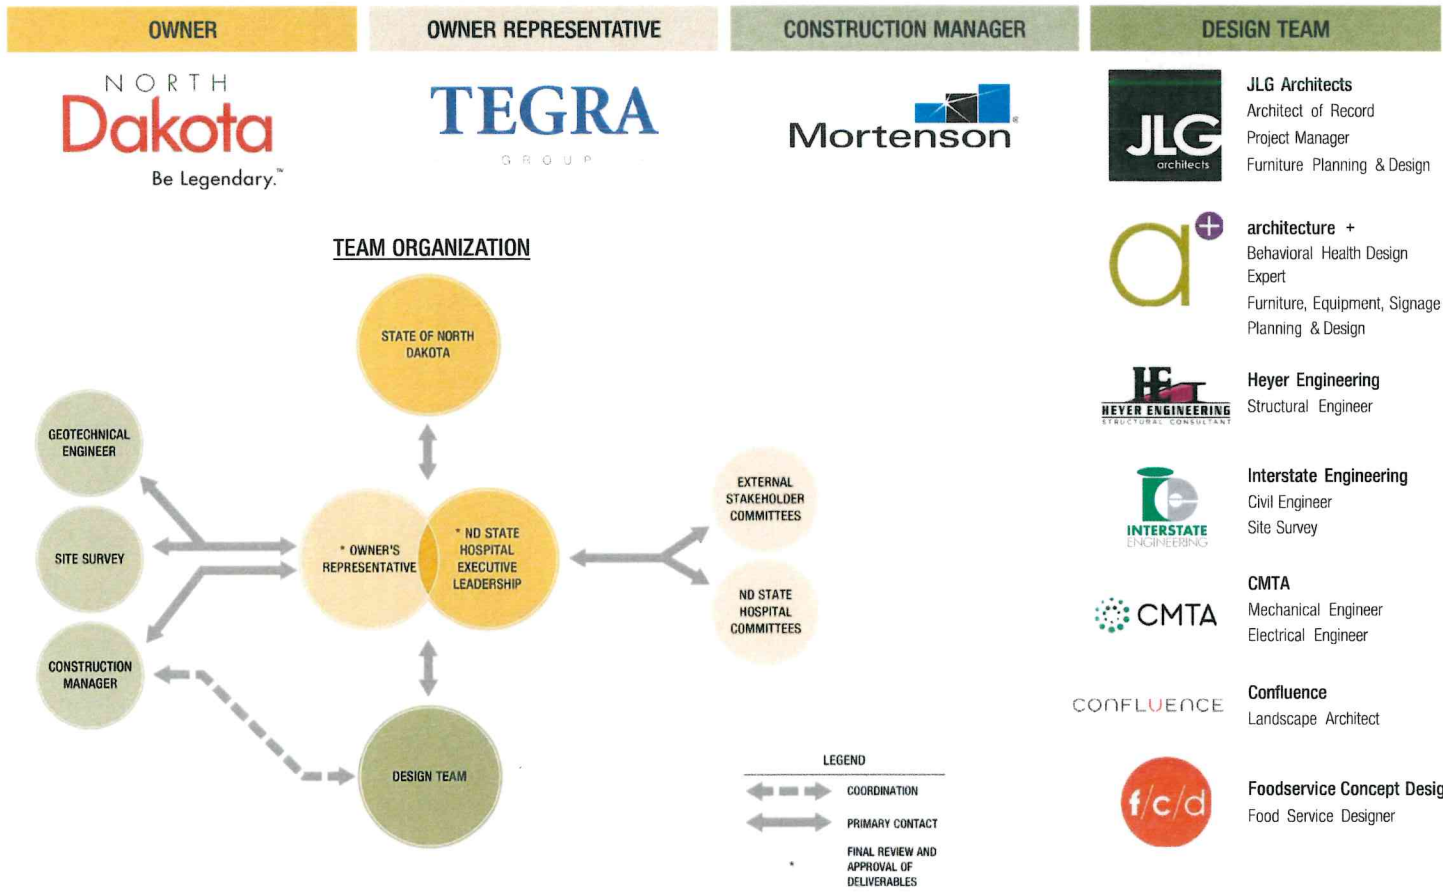 OWNER
OWNER REPRESENTATIVE
CONSTRUCTION MANAGER
DESIGN TEAM
NORTH
Dakota
Be Legendary.™
TEGRA
GROUP
Mortenson®
JLG
architects
JLG Architects
Architect of Record
Project Manager
Furniture Planning & Design
a+
architecture +
Behavioral Health Design
Expert
Furniture, Equipment, Signage
Planning & Design
HE
HEYER ENGINEERING
STRUCTURAL CONSULTANT
Heyer Engineering
Structural Engineer
INTERSTATE
ENGINEERING
Interstate Engineering
Civil Engineer
Site Survey
CMTA
CMTA
Mechanical Engineer
Electrical Engineer
CONFLUENCE
Confluence
Landscape Architect
f/c/d
Foodservice Concept Desig
Food Service Designer
TEAM ORGANIZATION
STATE OF NORTH
DAKOTA
GEOTECHNICAL
ENGINEER
SITE SURVEY
CONSTRUCTION
MANAGER
* OWNER'S
REPRESENTATIVE
* ND STATE
HOSPITAL
EXECUTIVE
LEADERSHIP
EXTERNAL
STAKEHOLDER
COMMITTEES
ND STATE
HOSPITAL
COMMITTEES
DESIGN TEAM
LEGEND
COORDINATION
PRIMARY CONTACT
* FINAL REVIEW AND
APPROVAL OF
DELIVERABLES